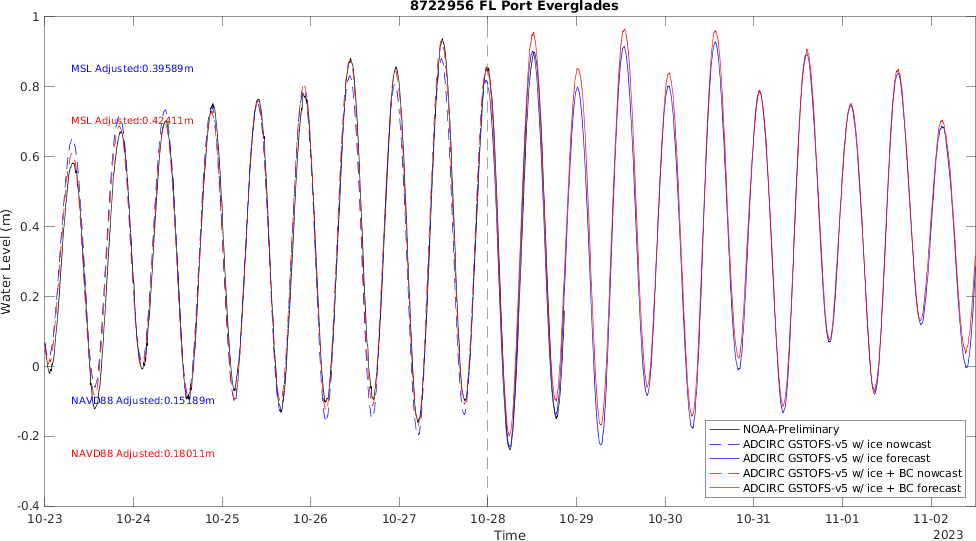 8722956 FL Port Everglades
1
0.8
0.6
0.4
0.2
0
-0.2
-0.4
Water Level (m)
MSL Adjusted:0.39589m
MSL Adjusted:0.42411m
NAVD88 Adjusted:0.15189m
NAVD88 Adjusted:0.18011m
NOAA-Preliminary
ADCIRC GSTOFS-v5 w/ ice nowcast
ADCIRC GSTOFS-v5 w/ ice forecast
ADCIRC GSTOFS-v5 w/ ice + BC nowcast
ADCIRC GSTOFS-v5 w/ ice + BC forecast
10-23 10-24 10-25 10-26 10-27 10-28 10-29 10-30 10-31 11-01 11-02
Time
2023